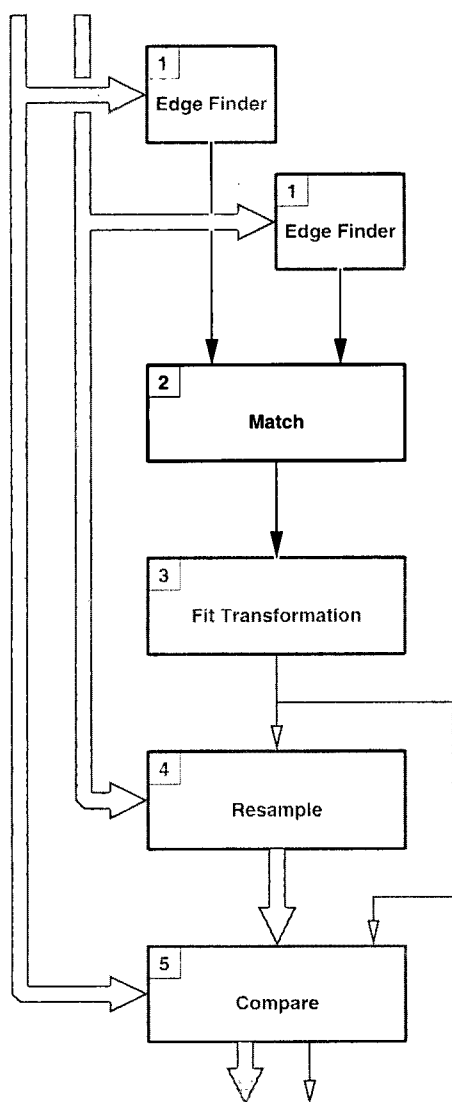 1
Edge Finder
1
Edge Finder
2
Match
3
Fit Transformation
4
Resample
5
Compare